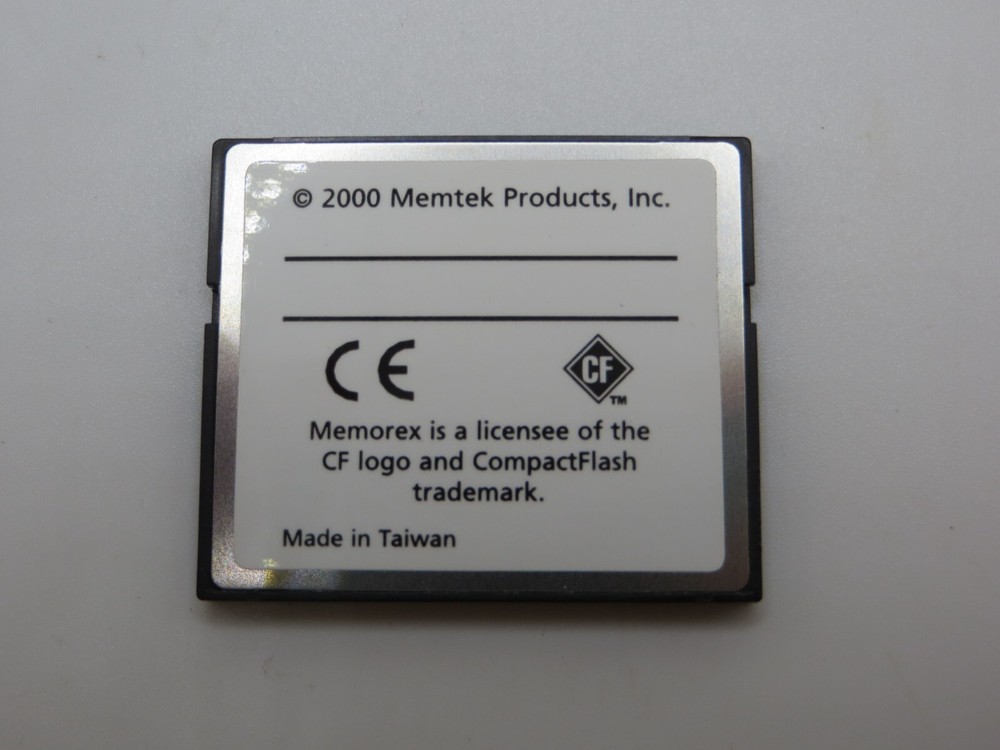 © 2000 Memtek Products, Inc.
CE
CF
TM
Memorex is a licensee of the
CF logo and CompactFlash
trademark.
Made in Taiwan